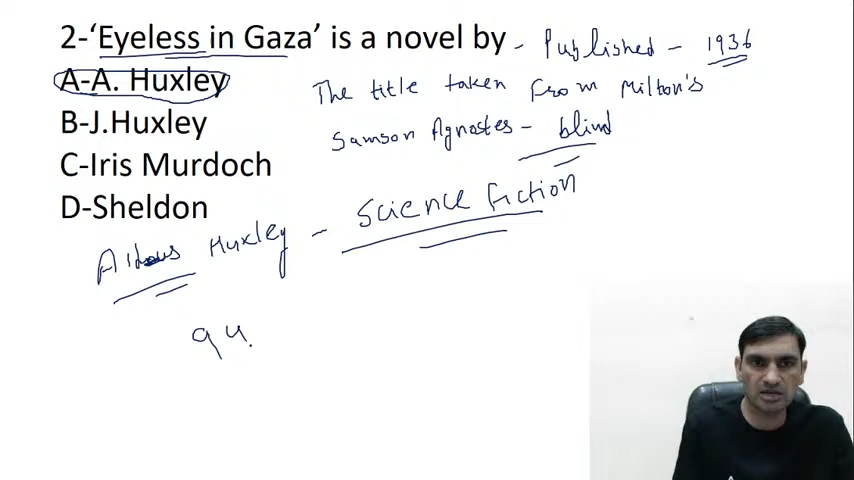 2-‘Eyeless in Gaza’ is a novel by - Published - 1936
A-A. Huxley
The title taken from Milton's
Samson Agnostes - blind
B-J.Huxley
C-Iris Murdoch
D-Sheldon
Aldous Huxley - Science Fiction
94